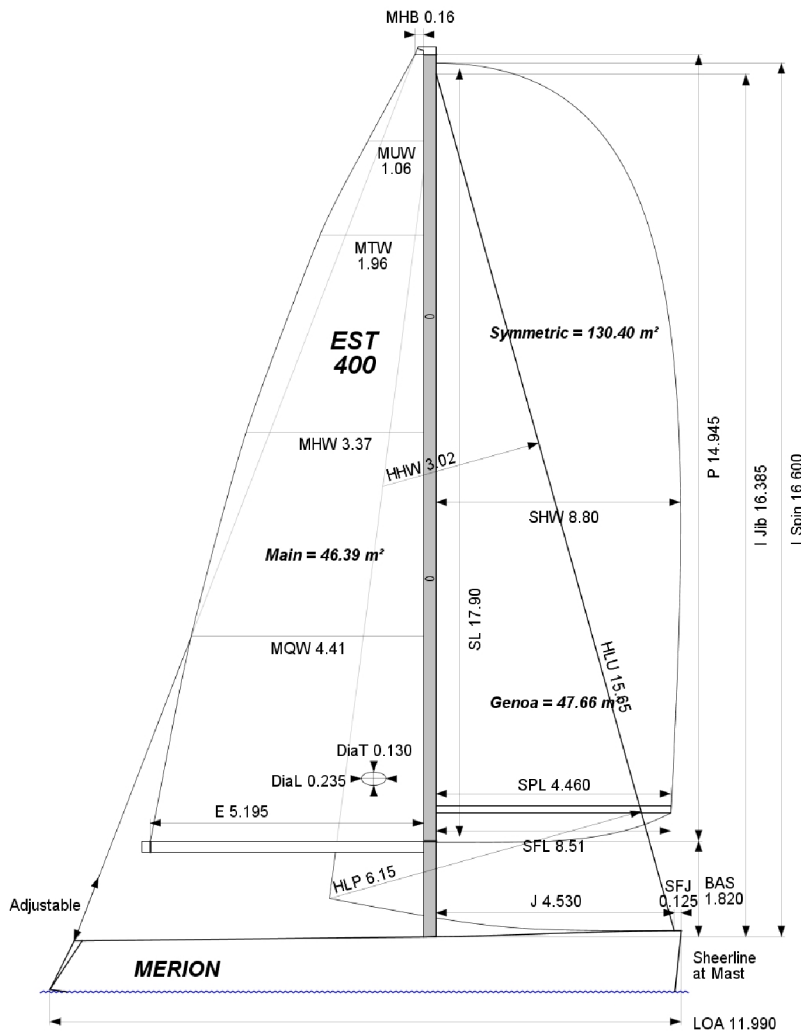 MHB 0.16
MUW
1.06
MTW
1.96
EST
400
Symmetric = 130.40 m²
P 14.945
I Jib 16.385
I Spin 16.600
MHW 3.37
HHW 3.02
SHW 8.80
Main = 46.39 m²
SL 17.90
MQW 4.41
HLU 15.65
Genoa = 47.66 m²
DiaT 0.130
DiaL 0.235
SPL 4.460
E 5.195
SFL 8.51
HLP 6.15
SFJ
0.125
BAS
1.820
J 4.530
Adjustable
MERION
Sheerline
at Mast
LOA 11.990